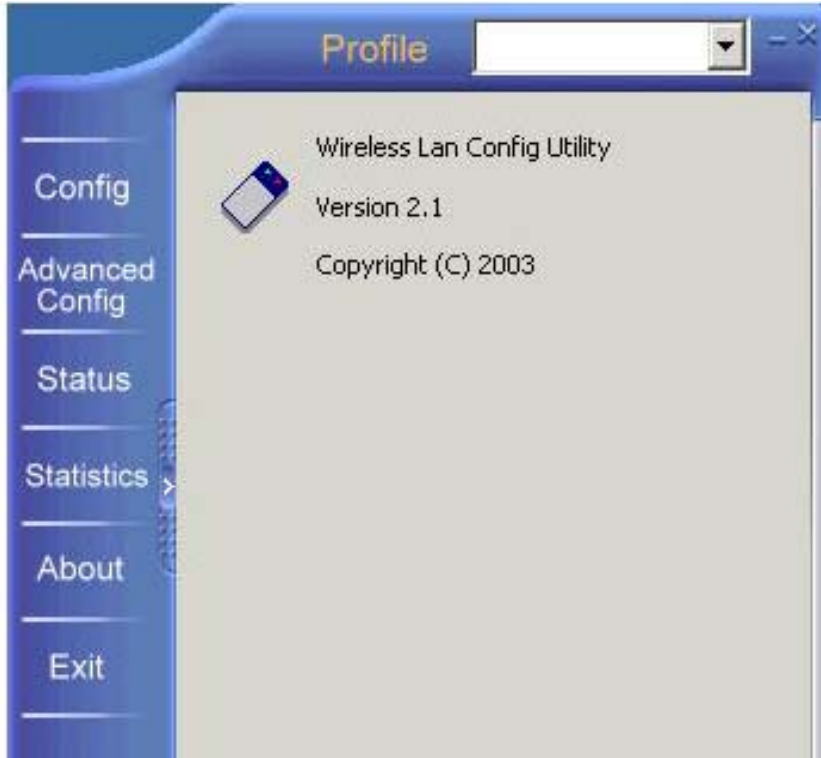 Profile
Config
Advanced
Config
Status
Statistics
About
Exit
Wireless Lan Config Utility
Version 2.1
Copyright (C) 2003